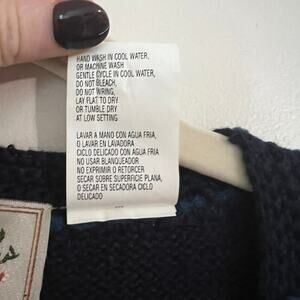 HAND WASH IN COOL WATER,
OR MACHINE WASH
GENTLE CYCLE IN COOL WATER,
DO NOT BLEACH,
DO NOT WRING,
LAY FLAT TO DRY
OR TUMBLE DRY
AT LOW SETTING
LAVAR A MANO CON AGUA FRIA,
O LAVAR EN LAVADORA
CICLO DELICADO CON AGUA FRIA
NO USAR BLANQUEADOR
NO EXPRIMIR O RETORCER
SECAR SOBRE SUPERFICIE PLANA,
O SECAR EN SECADORA CICLO
DELICADO